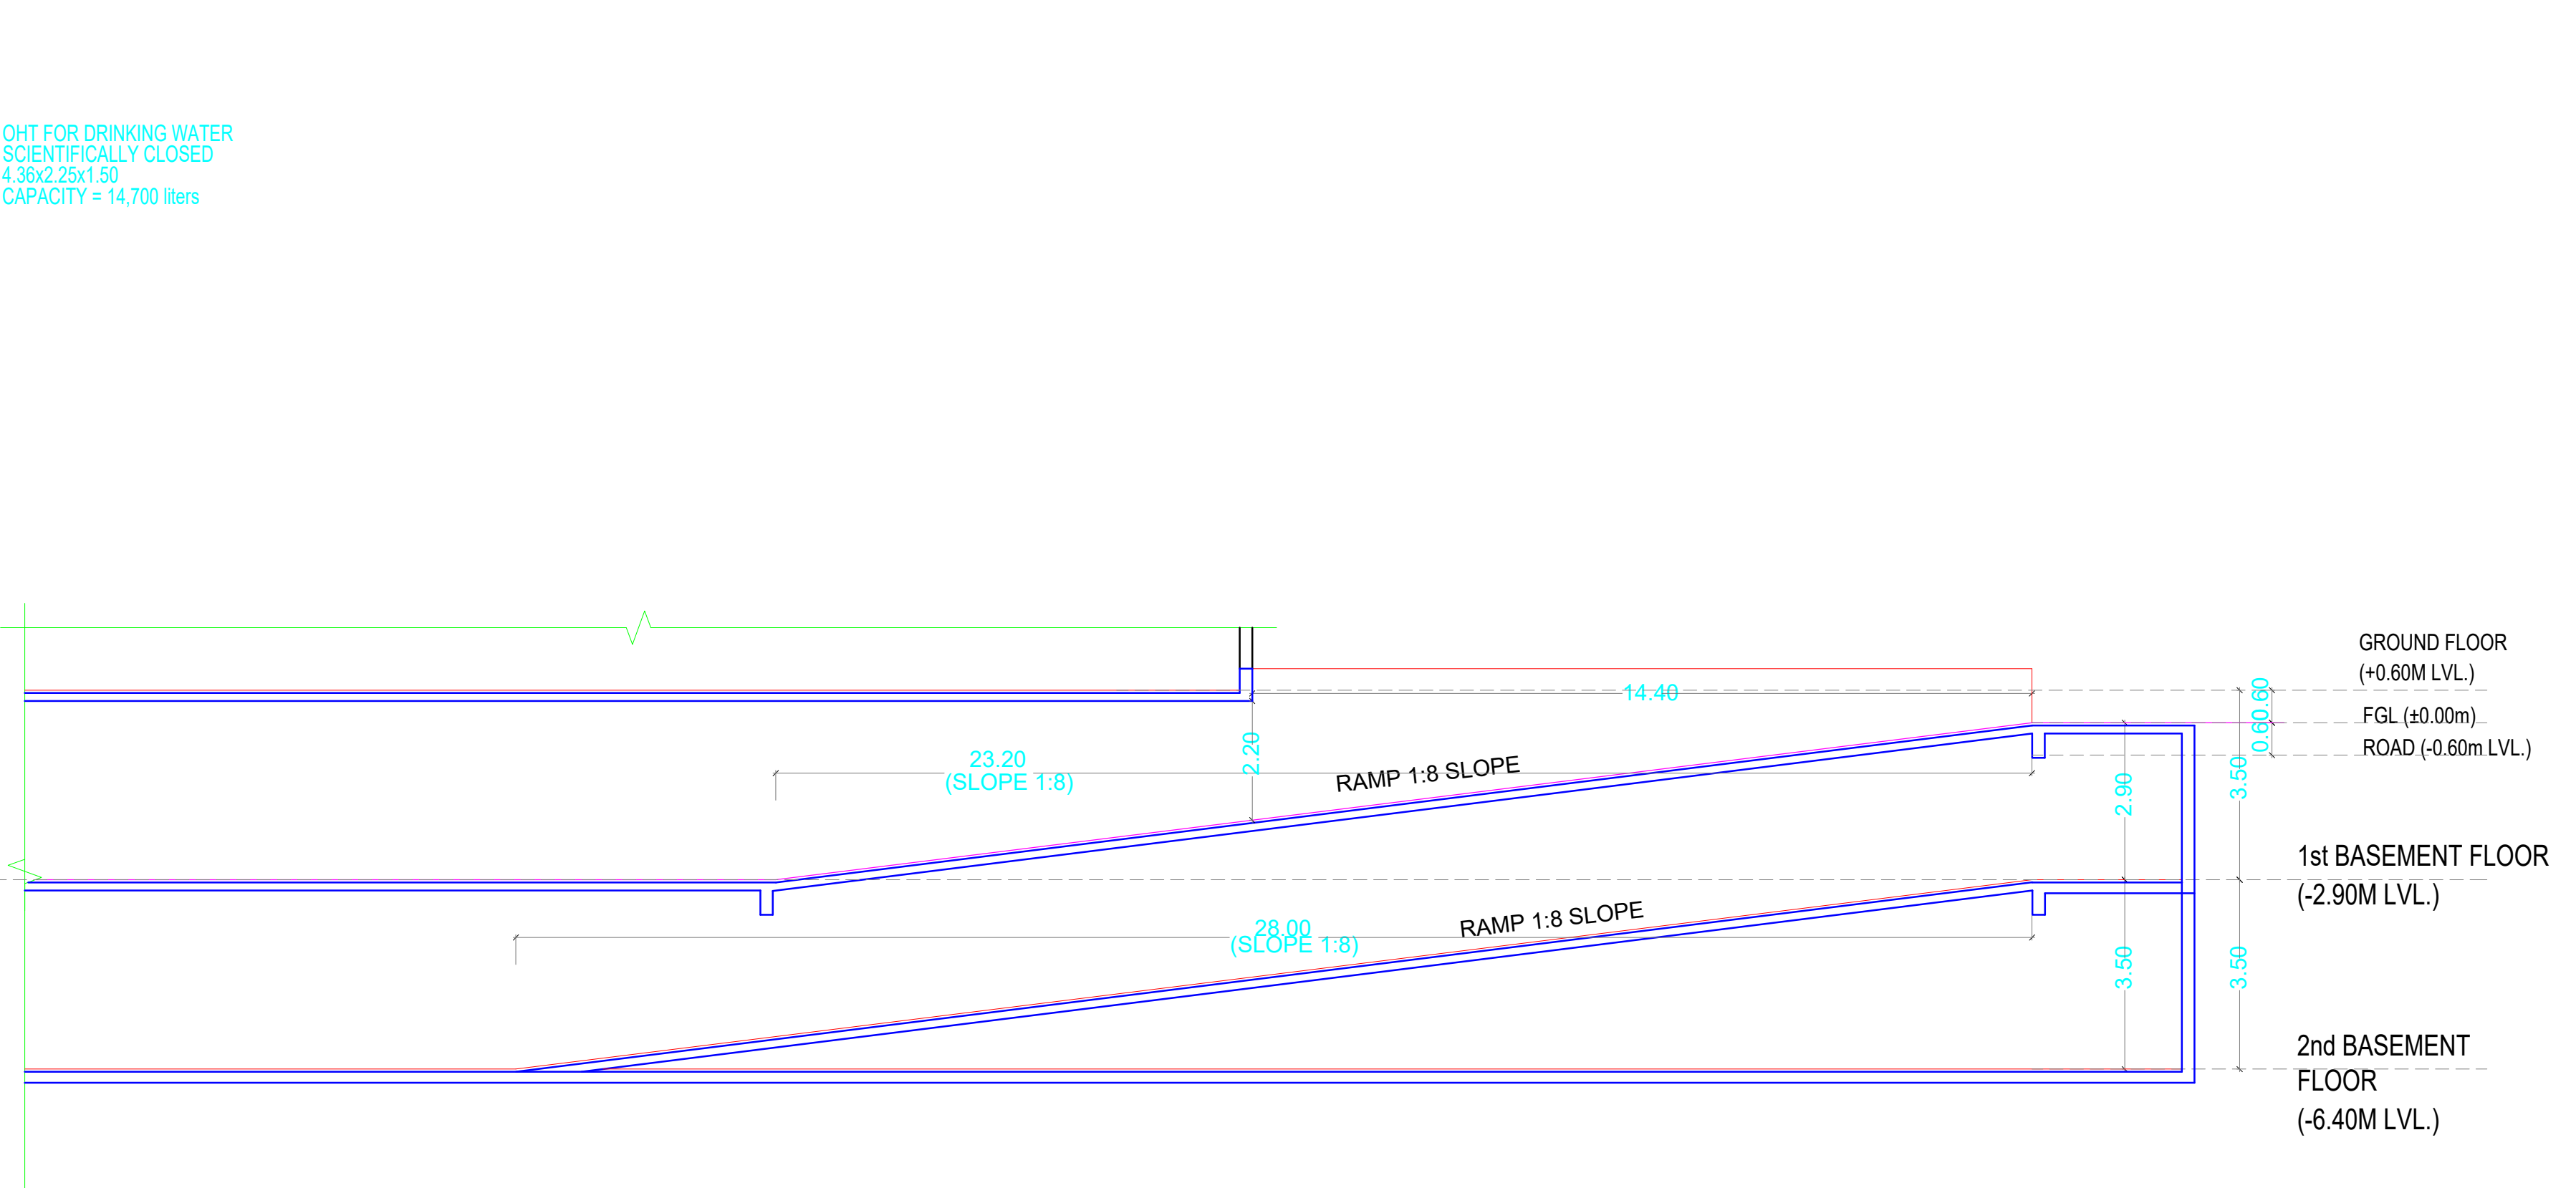 OHT FOR DRINKING WATER
SCIENTIFICALLY CLOSED
4.36x2.25x1.50
CAPACITY = 14,700 liters
GROUND FLOOR
(+0.60M LVL.)
14.40
0.60
0.60
FGL (±0.00m)
ROAD (-0.60m LVL.)
23.20
(SLOPE 1:8)
2.20
RAMP 1:8 SLOPE
2.90
3.50
1st BASEMENT FLOOR
(-2.90M LVL.)
28.00
(SLOPE 1:8)
RAMP 1:8 SLOPE
3.50
3.50
2nd BASEMENT
FLOOR
(-6.40M LVL.)